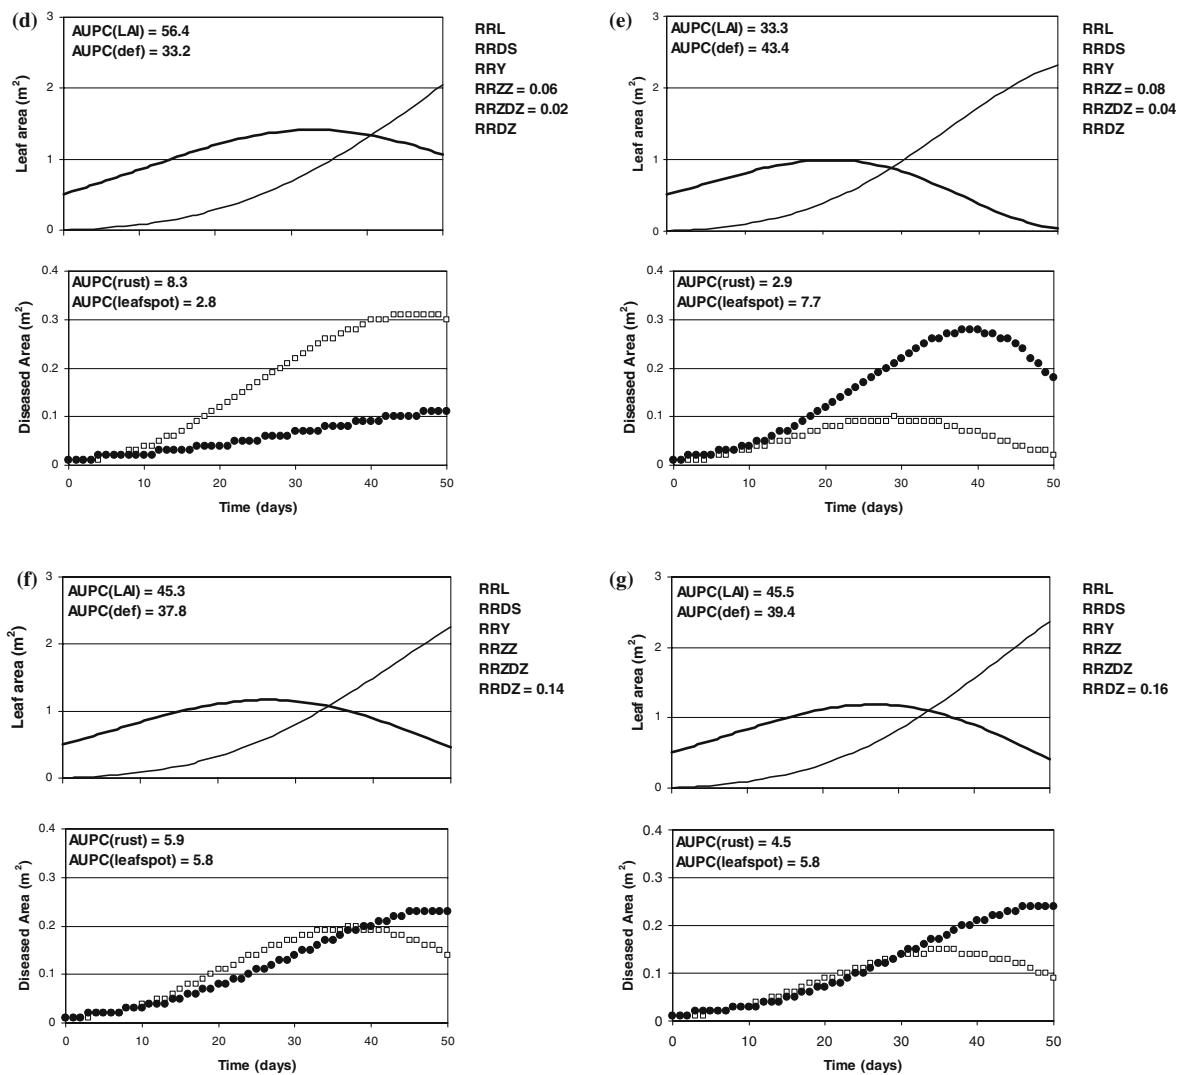 (d)
3
2
1
0
Leaf area (m²)
AUPC(LAI) = 56.4
AUPC(def) = 33.2
RRL
RRDS
RRY
RRZZ = 0.06
RRZDZ = 0.02
RRDZ
0.4
0.3
0.2
0.1
0
Diseased Area (m²)
AUPC(rust) = 8.3
AUPC(leafspot) = 2.8
0 10 20 30 40 50
Time (days)
(e)
3
2
1
0
Leaf area (m²)
AUPC(LAI) = 33.3
AUPC(def) = 43.4
RRL
RRDS
RRY
RRZZ = 0.08
RRZDZ = 0.04
RRDZ
0.4
0.3
0.2
0.1
0
Diseased Area (m²)
AUPC(rust) = 2.9
AUPC(leafspot) = 7.7
0 10 20 30 40 50
Time (days)
(f)
3
2
1
0
Leaf area (m²)
AUPC(LAI) = 45.3
AUPC(def) = 37.8
RRL
RRDS
RRY
RRZZ
RRZDZ
RRDZ = 0.14
0.4
0.3
0.2
0.1
0
Diseased Area (m²)
AUPC(rust) = 5.9
AUPC(leafspot) = 5.8
0 10 20 30 40 50
Time (days)
(g)
3
2
1
0
Leaf area (m²)
AUPC(LAI) = 45.5
AUPC(def) = 39.4
RRL
RRDS
RRY
RRZZ
RRZDZ
RRDZ = 0.16
0.4
0.3
0.2
0.1
0
Diseased Area (m²)
AUPC(rust) = 4.5
AUPC(leafspot) = 5.8
0 10 20 30 40 50
Time (days)